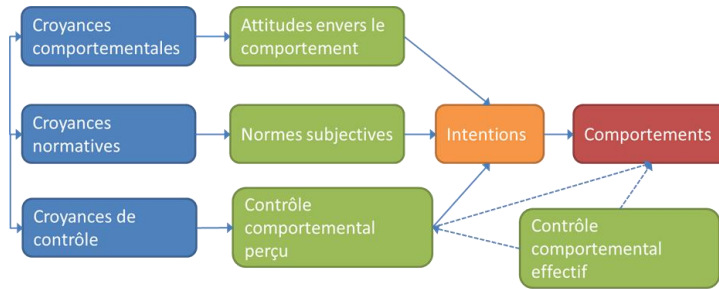 Croyances
comportementales
Attitudes envers le
comportement
Croyances
normatives
Normes subjectives
Intentions
Comportements
Croyances de
contrôle
Contrôle
comportemental
perçu
Contrôle
comportemental
effectif